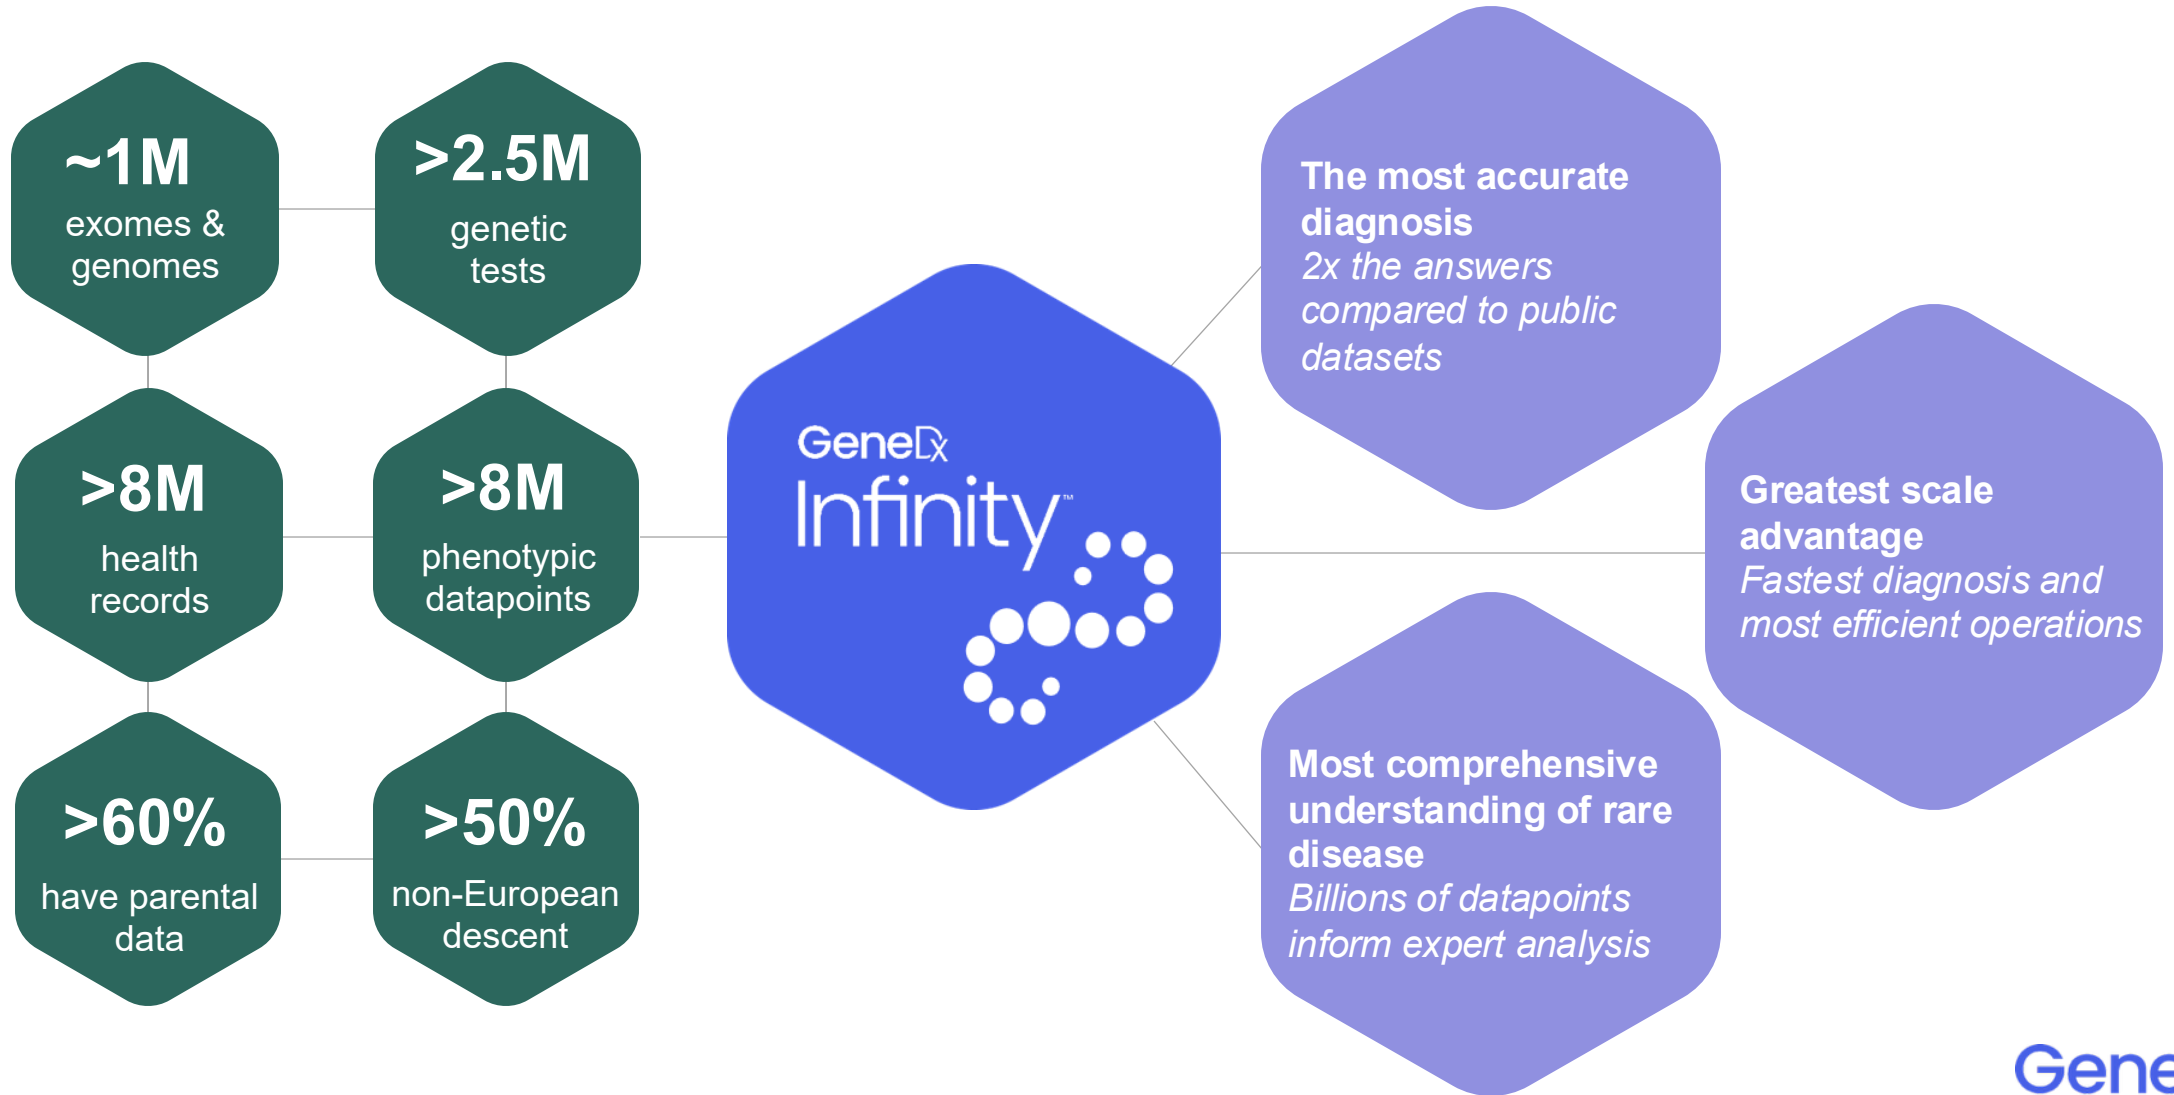 ~1M
exomes &
genomes
>2.5M
genetic
tests
>8M
health
records
>8M
phenotypic
datapoints
>60%
have parental
data
>50%
non-European
descent
GeneDx
Infinity™
The most accurate
diagnosis
2x the answers
compared to public
datasets
Greatest scale
advantage
Fastest diagnosis and
most efficient operations
Most comprehensive
understanding of rare
disease
Billions of datapoints
inform expert analysis
Gene